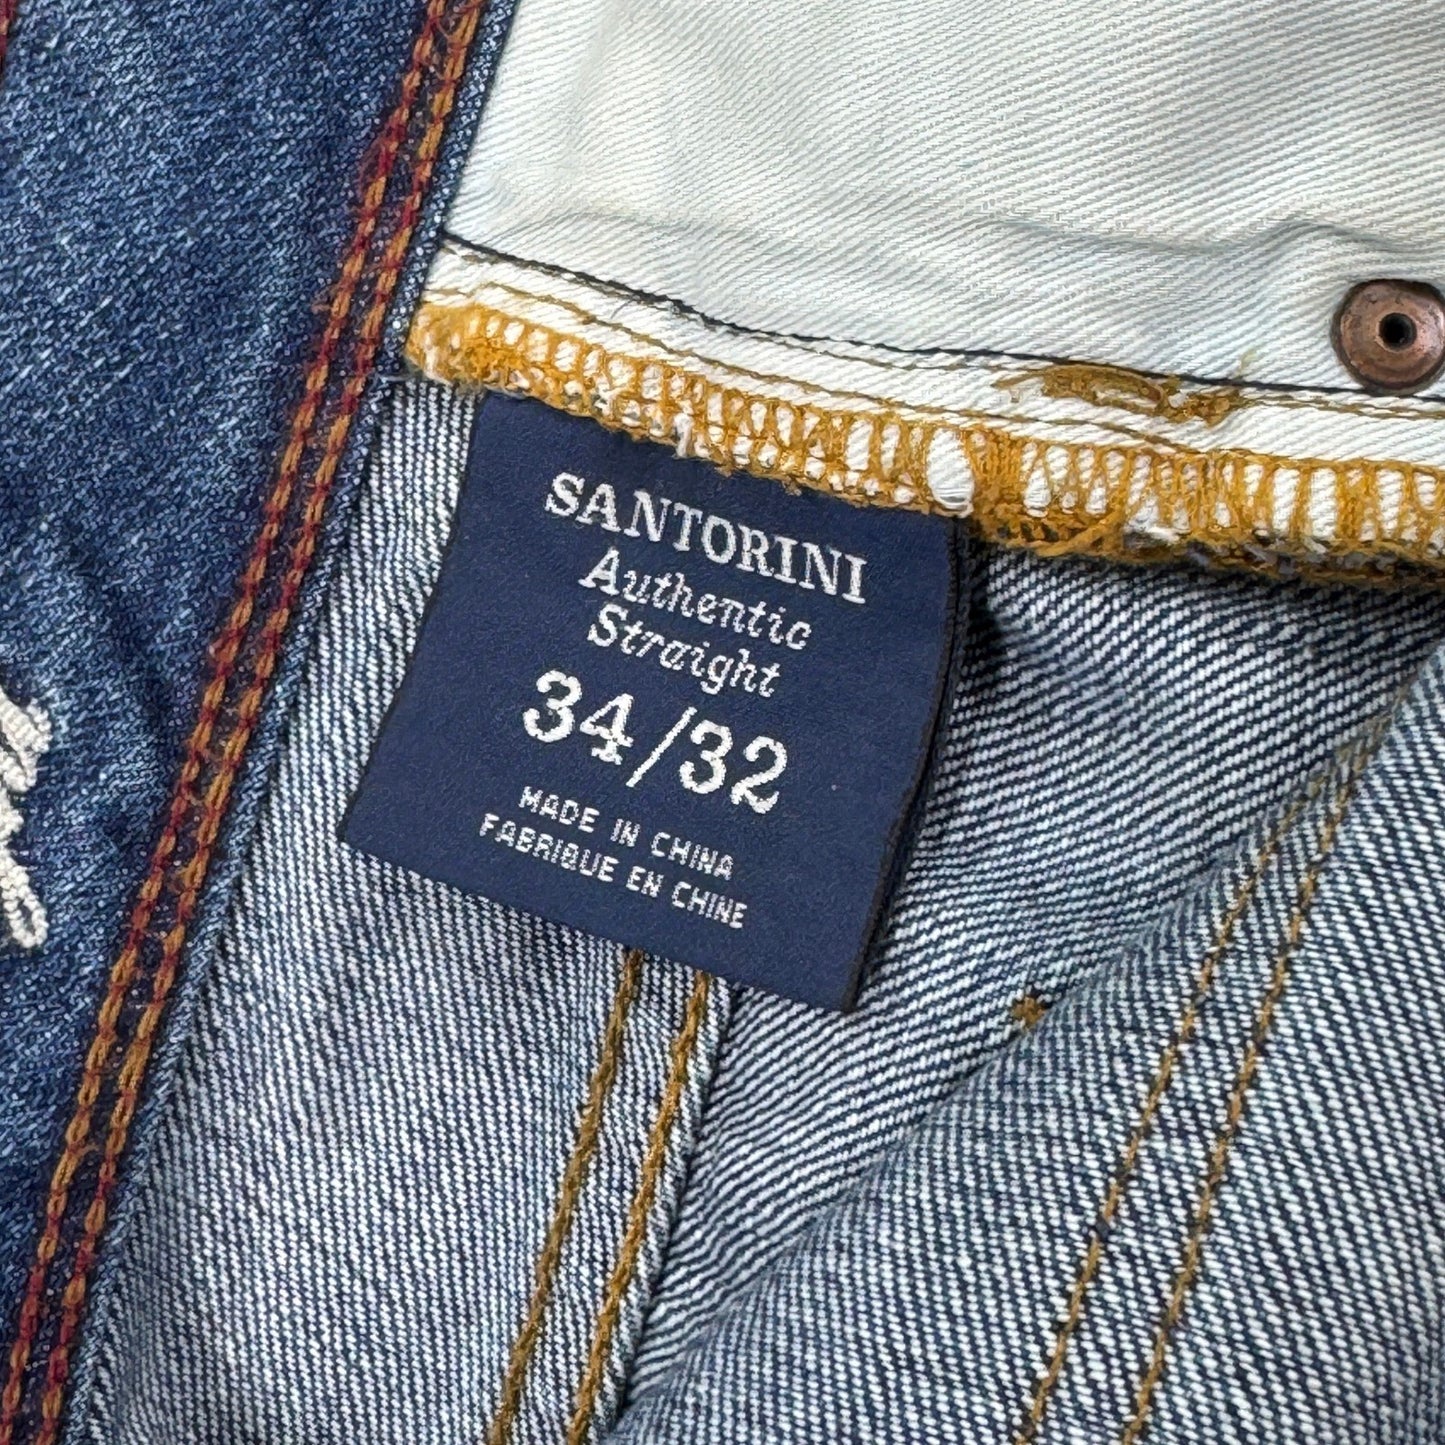 SANTORINI
Authentic
Straight
34/32
MADE IN CHINA
FABRIQUE EN CHINE